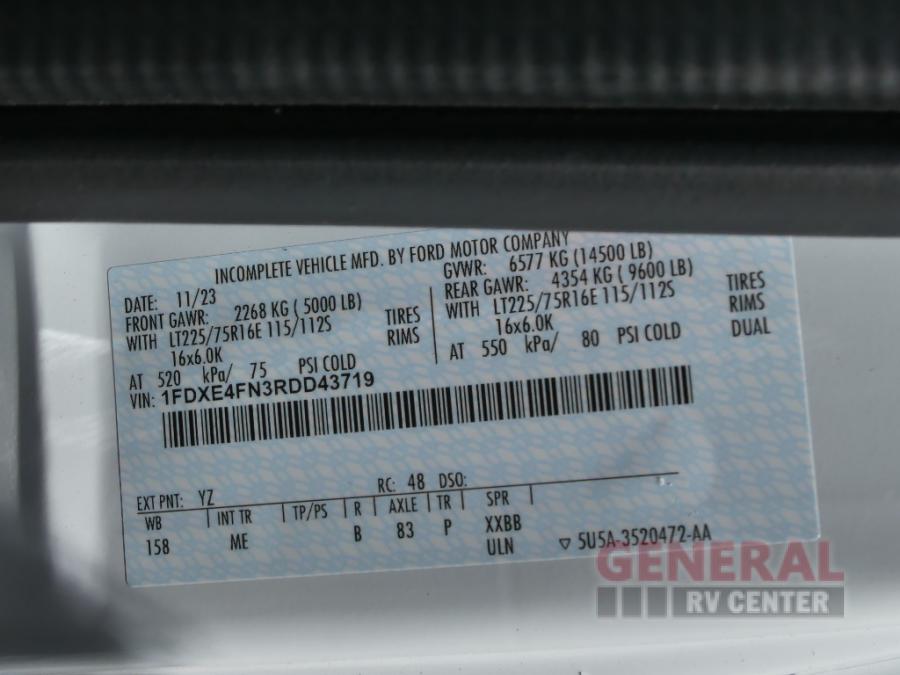 INCOMPLETE VEHICLE MFD. BY FORD MOTOR COMPANY
DATE: 11/23
FRONT GAWR: 2268 KG ( 5000 LB)
WITH LT225/75R16E 115/112S TIRES
16x6.0K RIMS
AT 520 kPa/ 75 PSI COLD
GVWR: 6577 KG (14500 LB)
REAR GAWR: 4354 KG ( 9600 LB)
WITH LT225/75R16E 115/112S TIRES
16x6.0K RIMS
AT 550 kPa/ 80 PSI COLD DUAL
VIN: 1FDXE4FN3RDD43719
EXT PNT: YZ RC: 48 DSO:
WB INT TR TP/PS R AXLE TR SPR
158 ME B 83 P XXBB
ULN ▽ 5U5A-3520472-AA
GENERAL
RV CENTER